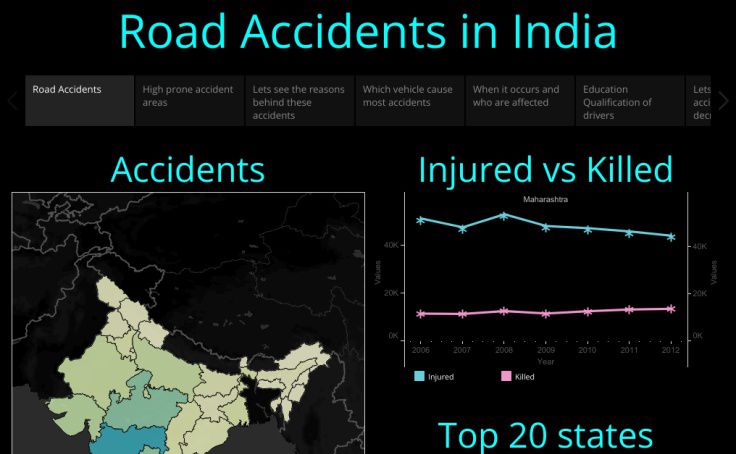 Road Accidents in India
Road Accidents
High prone accident
areas
Lets see the reasons
behind these
accidents
Which vehicle cause
most accidents
When it occurs and
who are affected
Education
Qualification of
drivers
Lets
acci
Accidents
Injured vs Killed
Maharashtra
40K
20K
0K
Values
40K
20K
0K
Values
2006 2007 2008 2009 2010 2011 2012
Year
Injured Killed
Top 20 states